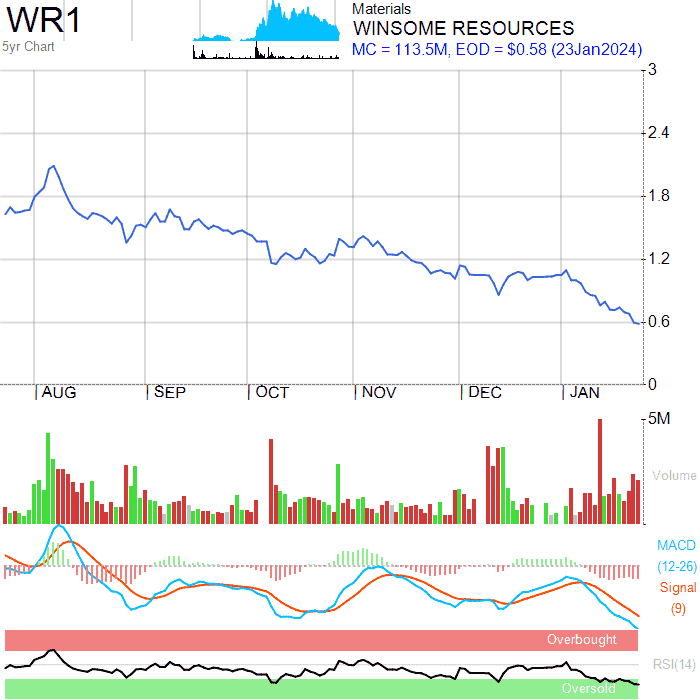 WR1
5yr Chart
Materials
WINSOME RESOURCES
MC = 113.5M, EOD = $0.58 (23Jan2024)
3
2.4
1.8
1.2
0.6
0
AUG SEP OCT NOV DEC JAN
5M
Volume
MACD
(12-26)
Signal
(9)
Overbought
RSI(14)
Oversold